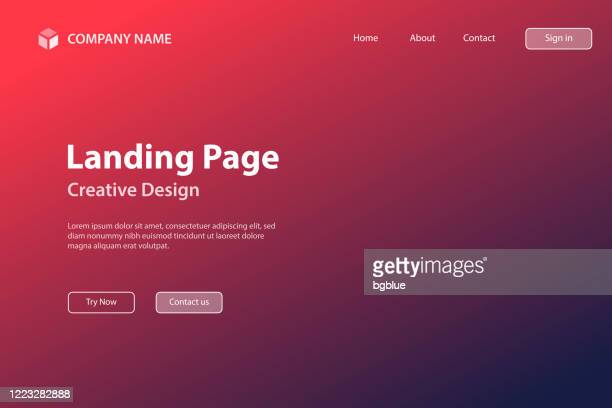 COMPANY NAME
Home
About
Contact
Sign in
Landing Page
Creative Design
Lorem ipsum dolor sit amet, consectetuer adipiscing elit, sed
diam nonummy nibh euismod tincidunt ut laoreet dolore
magna aliquam erat volutpat.
Try Now
Contact us
gettyimages®
bgblue
1223282888